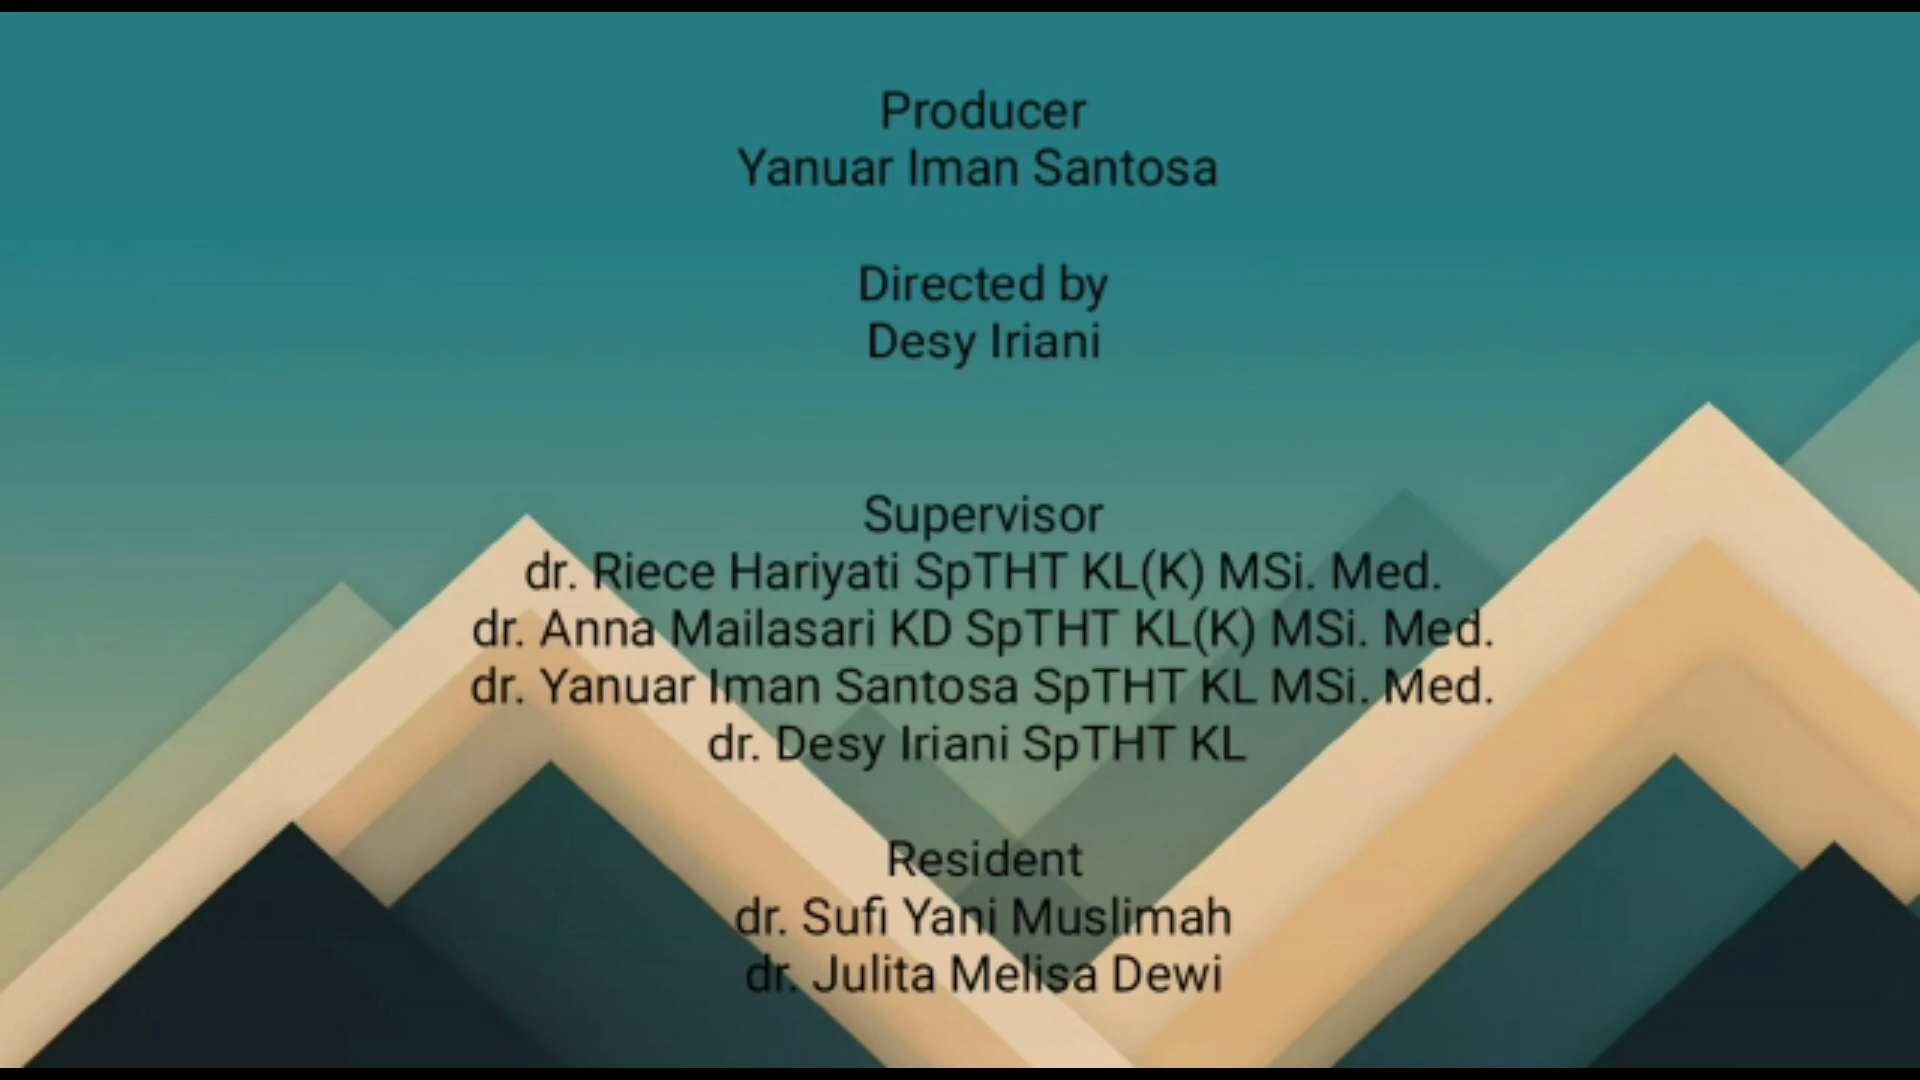 Producer
Yanuar Iman Santosa
Directed by
Desy Iriani
Supervisor
dr. Riece Hariyati SpTHT KL(K) MSi. Med.
dr. Anna Mailasari KD SpTHT KL(K) MSi. Med.
dr. Yanuar Iman Santosa SpTHT KL MSi. Med.
dr. Desy Iriani SpTHT KL
Resident
dr. Sufi Yani Muslimah
dr. Julita Melisa Dewi